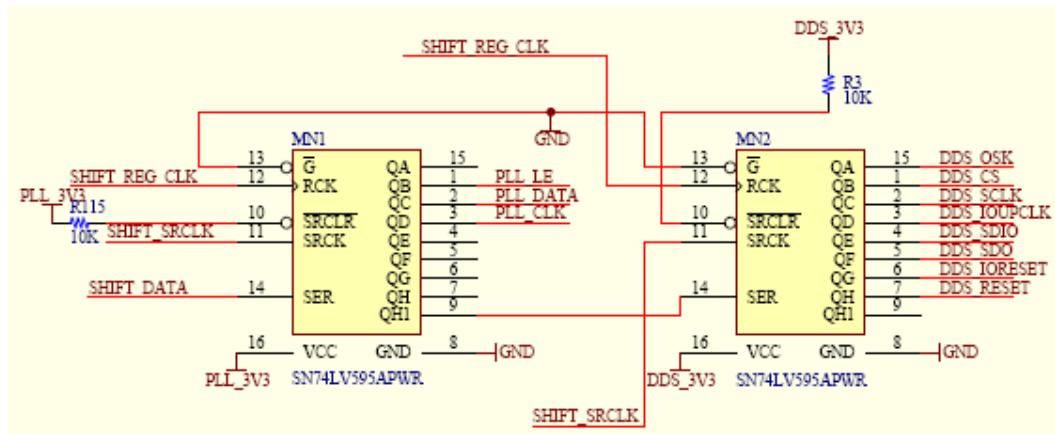 DDS_3V3
SHIFT_REG_CLK
R3
10K
GND
MN1
MN2
13 G QA 15
SHIFT_REG_CLK 12 RCK QB 1 PLL_LE
PLL_3V3 QC 2 PLL_DATA
R115 10 SRCLR QD 3 PLL_CLK
10K SHIFT_SRCLK 11 SRCK QE 4
QF 5
QG 6
SHIFT_DATA 14 SER QH 7
QH1 9
16 VCC GND 8 GND
PLL_3V3 SN74LV595APWR
13 G QA 15 DDS_OSK
12 RCK QB 1 DDS_CS
QC 2 DDS_SCLK
10 SRCLR QD 3 DDS_IOUPCLK
11 SRCK QE 4 DDS_SDIO
QF 5 DDS_SDO
QG 6 DDS_IORESET
14 SER QH 7 DDS_RESET
QH1 9
16 VCC GND 8 GND
DDS_3V3 SN74LV595APWR
SHIFT_SRCLK